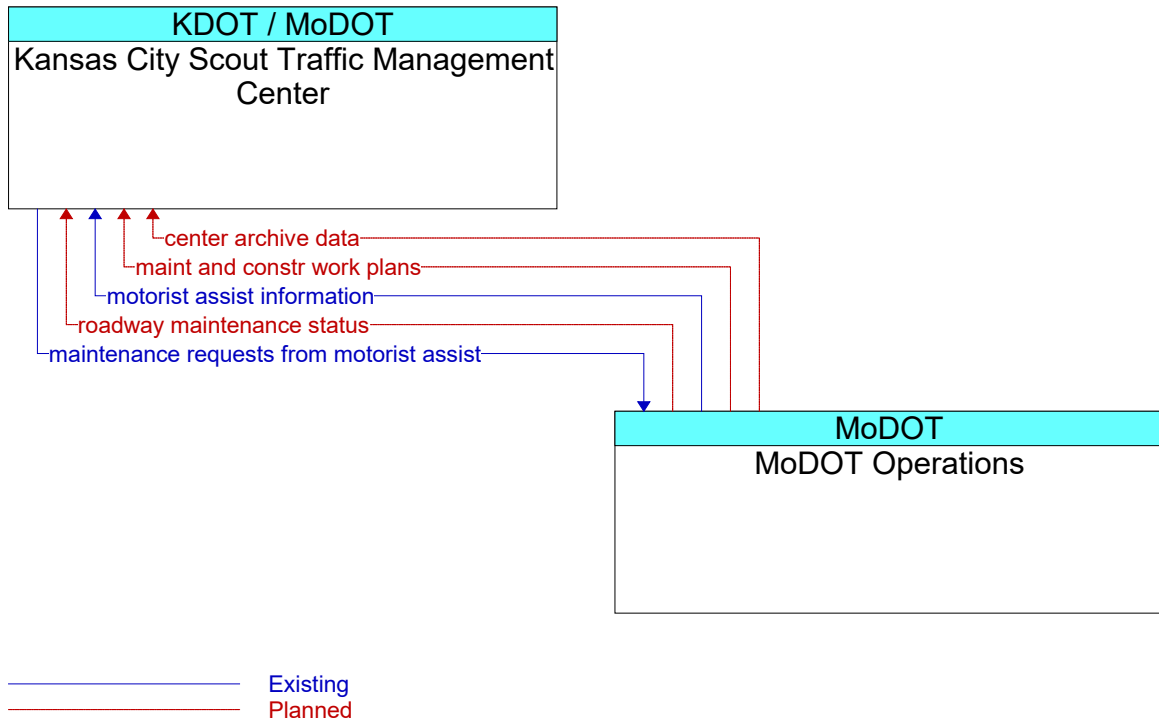 KDOT / MoDOT
Kansas City Scout Traffic Management
Center
center archive data
maint and constr work plans
motorist assist information
roadway maintenance status
maintenance requests from motorist assist
MoDOT
MoDOT Operations
Existing
Planned